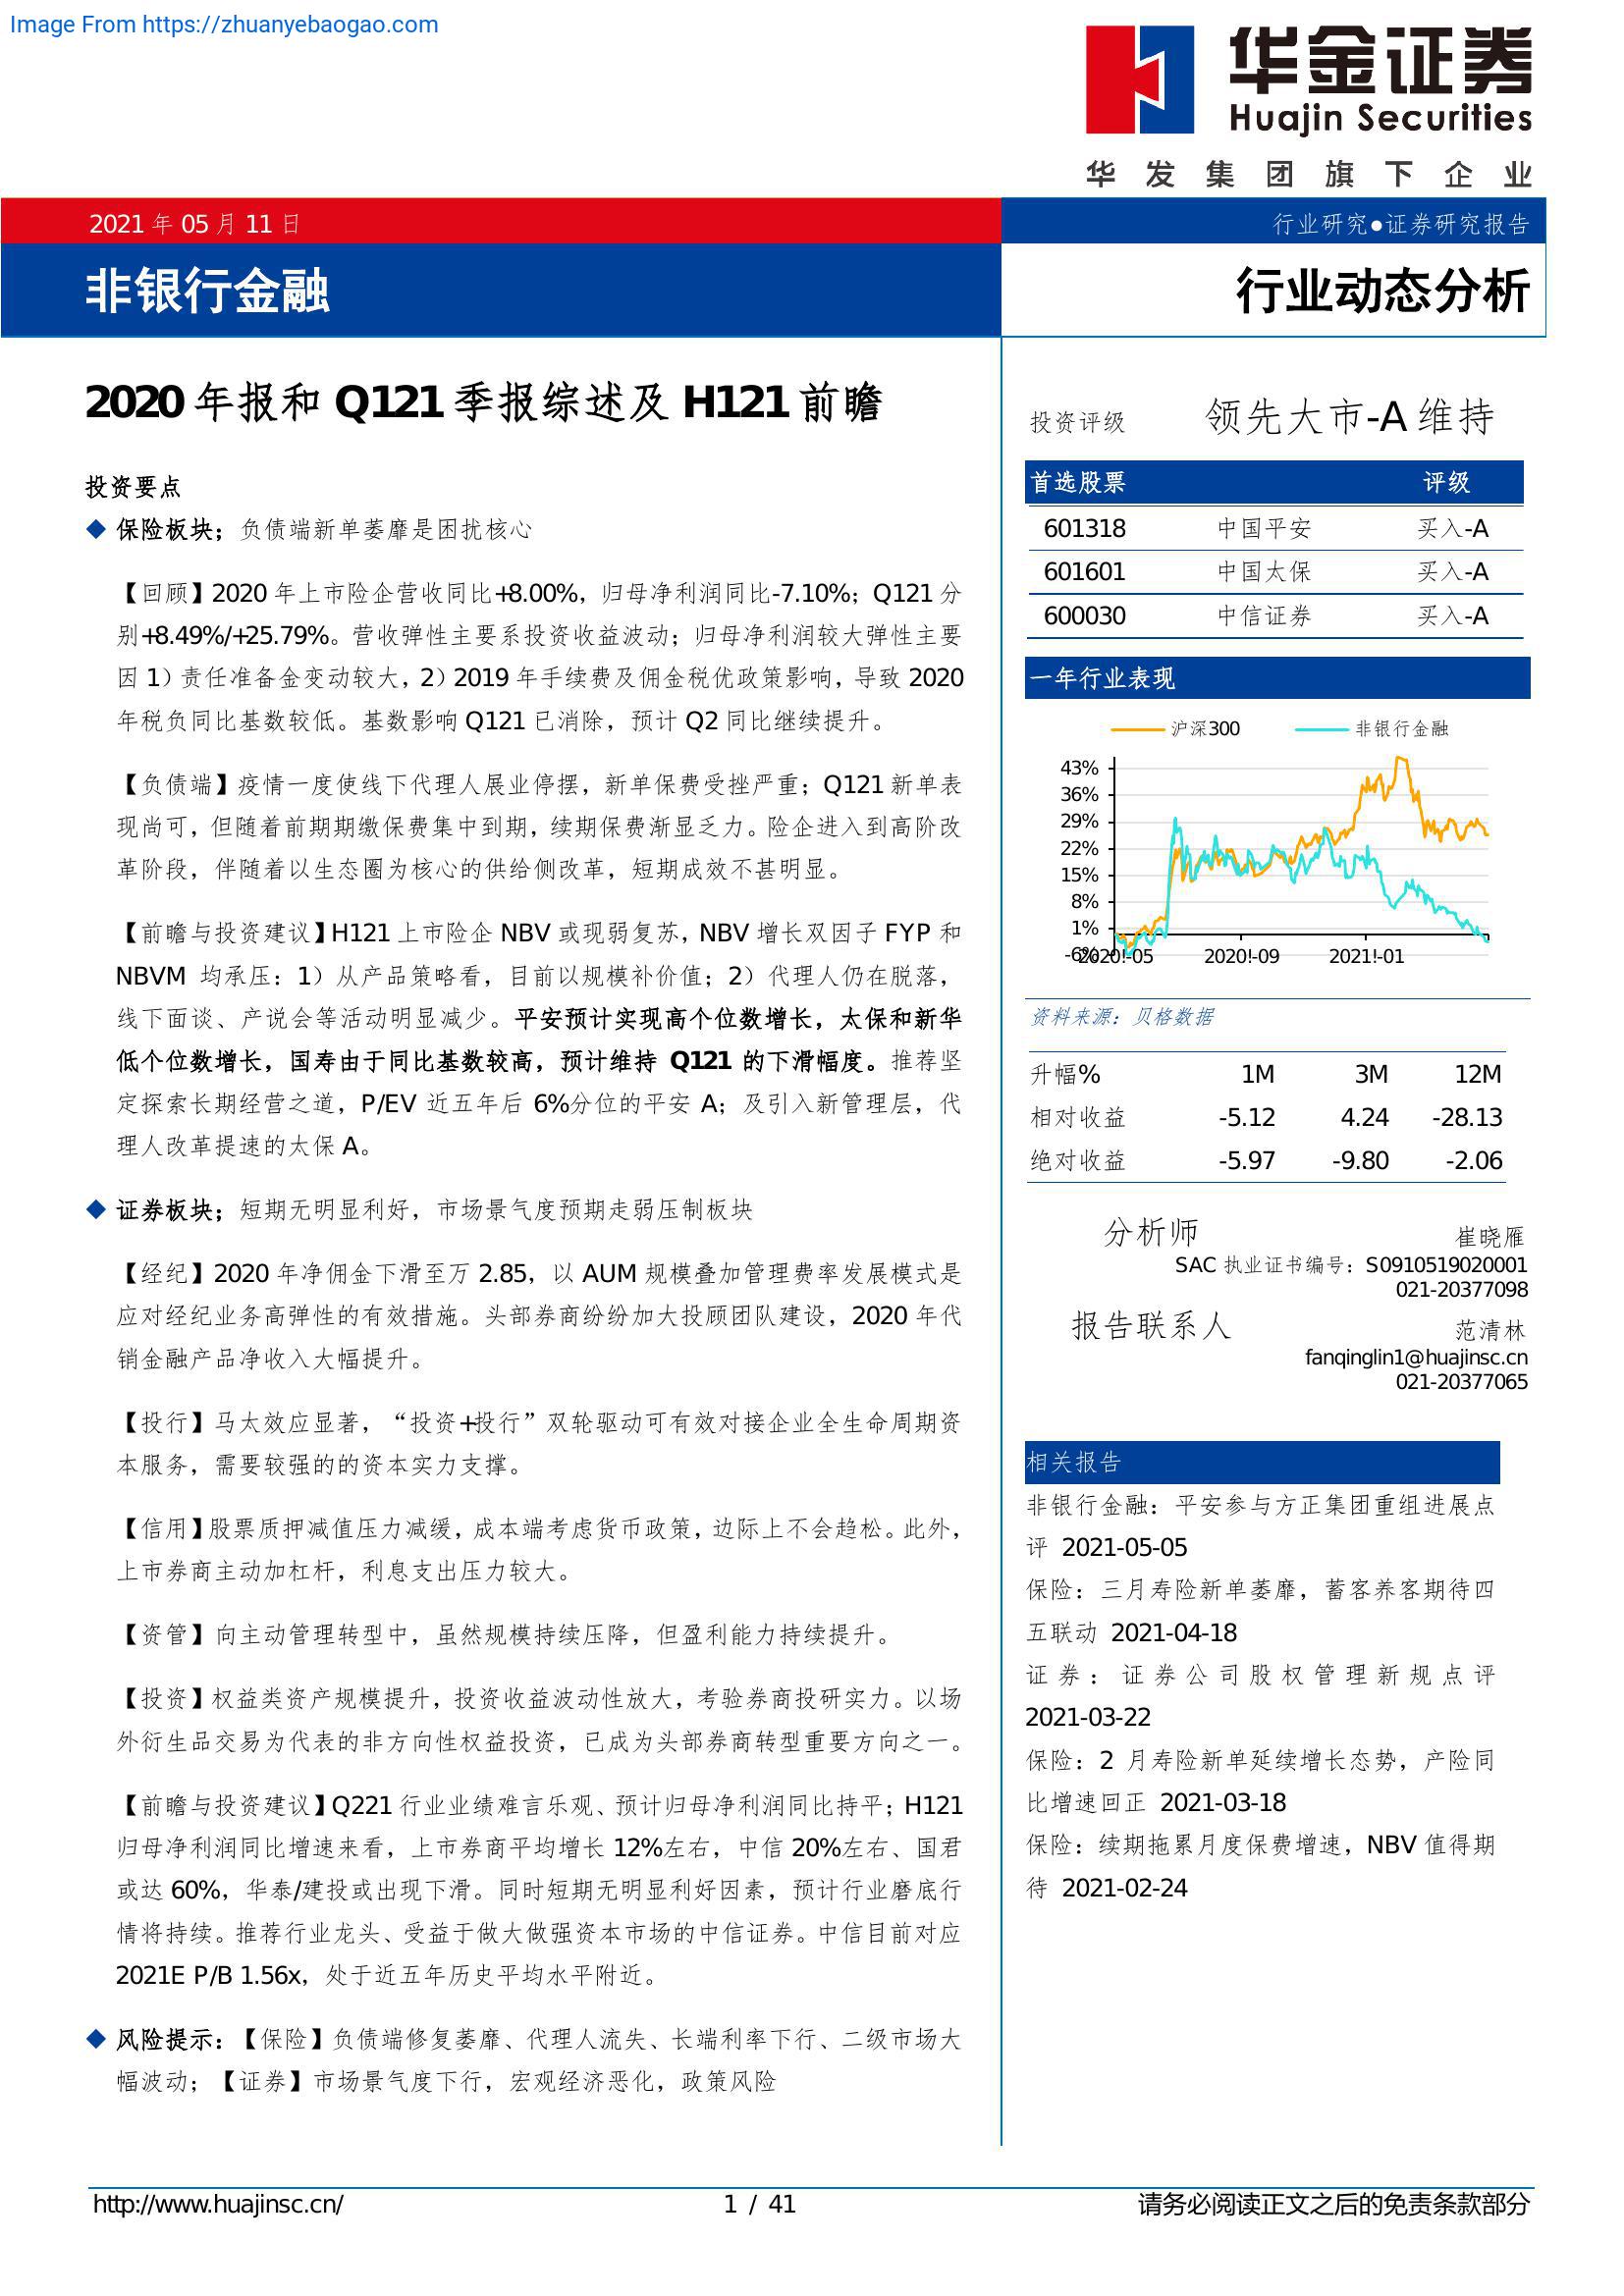 Image From https://zhuanyebaogao.com
华金证券
Huajin Securities
华发集团旗下企业
2021 年 05 月 11 日
行业研究●证券研究报告
非银行金融
行业动态分析
2020 年报和 Q121 季报综述及 H121 前瞻
投资要点
◆ 保险板块；负债端新单萎靡是困扰核心
【回顾】2020 年上市险企营收同比+8.00%，归母净利润同比-7.10%；Q121 分
别+8.49%/+25.79%。营收弹性主要系投资收益波动；归母净利润较大弹性主要
因 1）责任准备金变动较大，2）2019 年手续费及佣金税优政策影响，导致 2020
年税负同比基数较低。基数影响 Q121 已消除，预计 Q2 同比继续提升。
【负债端】疫情一度使线下代理人展业停摆，新单保费受挫严重；Q121 新单表
现尚可，但随着前期期缴保费集中到期，续期保费渐显乏力。险企进入到高阶改
革阶段，伴随着以生态圈为核心的供给侧改革，短期成效不甚明显。
【前瞻与投资建议】H121 上市险企 NBV 或现弱复苏，NBV 增长双因子 FYP 和
NBVM 均承压：1）从产品策略看，目前以规模补价值；2）代理人仍在脱落，
线下面谈、产说会等活动明显减少。平安预计实现高个位数增长，太保和新华
低个位数增长，国寿由于同比基数较高，预计维持 Q121 的下滑幅度。推荐坚
定探索长期经营之道，P/EV 近五年后 6%分位的平安 A；及引入新管理层，代
理人改革提速的太保 A。
◆ 证券板块；短期无明显利好，市场景气度预期走弱压制板块
【经纪】2020 年净佣金下滑至万 2.85，以 AUM 规模叠加管理费率发展模式是
应对经纪业务高弹性的有效措施。头部券商纷纷加大投顾团队建设，2020 年代
销金融产品净收入大幅提升。
【投行】马太效应显著，“投资+投行”双轮驱动可有效对接企业全生命周期资
本服务，需要较强的的资本实力支撑。
【信用】股票质押减值压力减缓，成本端考虑货币政策，边际上不会趋松。此外，
上市券商主动加杠杆，利息支出压力较大。
【资管】向主动管理转型中，虽然规模持续压降，但盈利能力持续提升。
【投资】权益类资产规模提升，投资收益波动性放大，考验券商投研实力。以场
外衍生品交易为代表的非方向性权益投资，已成为头部券商转型重要方向之一。
【前瞻与投资建议】Q221 行业业绩难言乐观、预计归母净利润同比持平；H121
归母净利润同比增速来看，上市券商平均增长 12%左右，中信 20%左右、国君
或达 60%，华泰/建投或出现下滑。同时短期无明显利好因素，预计行业磨底行
情将持续。推荐行业龙头、受益于做大做强资本市场的中信证券。中信目前对应
2021E P/B 1.56x，处于近五年历史平均水平附近。
◆ 风险提示：【保险】负债端修复萎靡、代理人流失、长端利率下行、二级市场大
幅波动；【证券】市场景气度下行，宏观经济恶化，政策风险
投资评级 领先大市-A 维持
首选股票 评级
601318 中国平安 买入-A
601601 中国太保 买入-A
600030 中信证券 买入-A
一年行业表现
沪深300 非银行金融
43%
36%
29%
22%
15%
8%
1%
-6%
2020!-05 2020!-09 2021!-01
资料来源：贝格数据
升幅% 1M 3M 12M
相对收益 -5.12 4.24 -28.13
绝对收益 -5.97 -9.80 -2.06
分析师 崔晓雁
SAC 执业证书编号：S0910519020001
021-20377098
报告联系人 范清林
fanqinglin1@huajinsc.cn
021-20377065
相关报告
非银行金融：平安参与方正集团重组进展点
评 2021-05-05
保险：三月寿险新单萎靡，蓄客养客期待四
五联动 2021-04-18
证券：证券公司股权管理新规点评
2021-03-22
保险：2 月寿险新单延续增长态势，产险同
比增速回正 2021-03-18
保险：续期拖累月度保费增速，NBV 值得期
待 2021-02-24
http://www.huajinsc.cn/
1 / 41
请务必阅读正文之后的免责条款部分